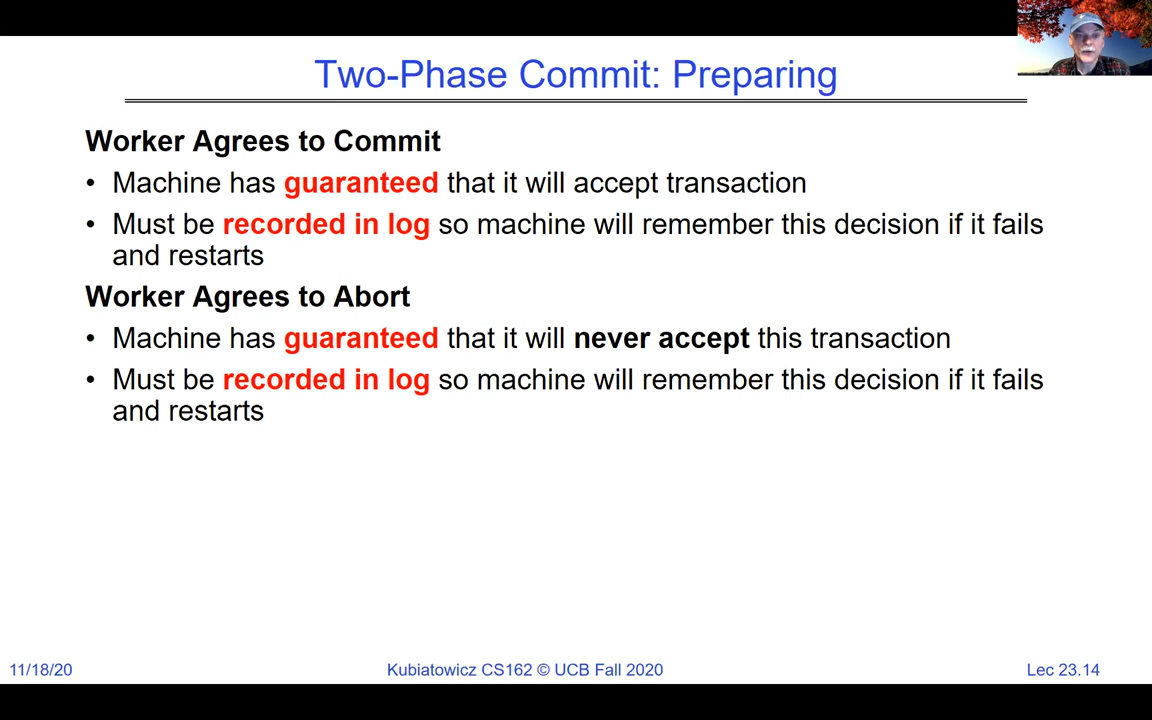 Two-Phase Commit: Preparing
Worker Agrees to Commit
• Machine has guaranteed that it will accept transaction
• Must be recorded in log so machine will remember this decision if it fails
and restarts
Worker Agrees to Abort
• Machine has guaranteed that it will never accept this transaction
• Must be recorded in log so machine will remember this decision if it fails
and restarts
11/18/20
Kubiatowicz CS162 © UCB Fall 2020
Lec 23.14